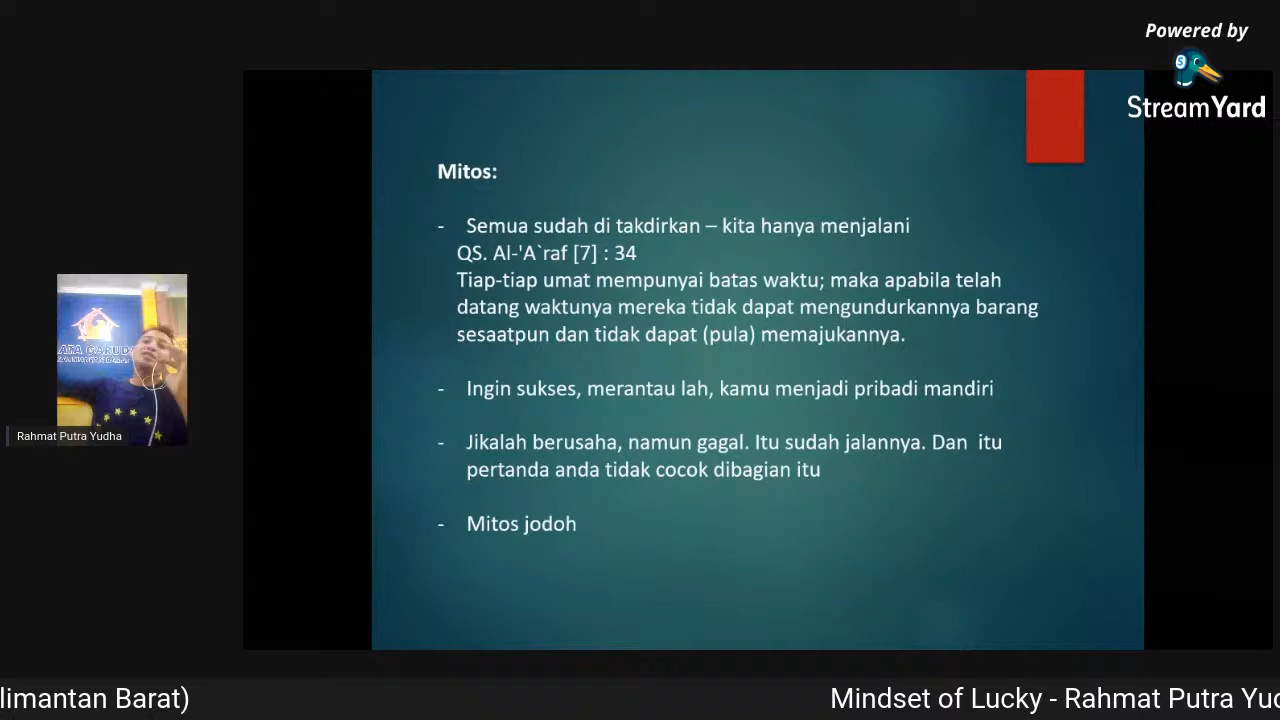 Powered by
StreamYard
Mitos:
- Semua sudah di takdirkan – kita hanya menjalani
QS. Al-'A`raf [7] : 34
Tiap-tiap umat mempunyai batas waktu; maka apabila telah
datang waktunya mereka tidak dapat mengundurkannya barang
sesaatpun dan tidak dapat (pula) memajukannya.
- Ingin sukses, merantau lah, kamu menjadi pribadi mandiri
- Jikalah berusaha, namun gagal. Itu sudah jalannya. Dan itu
pertanda anda tidak cocok dibagian itu
- Mitos jodoh
Rahmat Putra Yudha
limantan Barat)
Mindset of Lucky - Rahmat Putra Yud